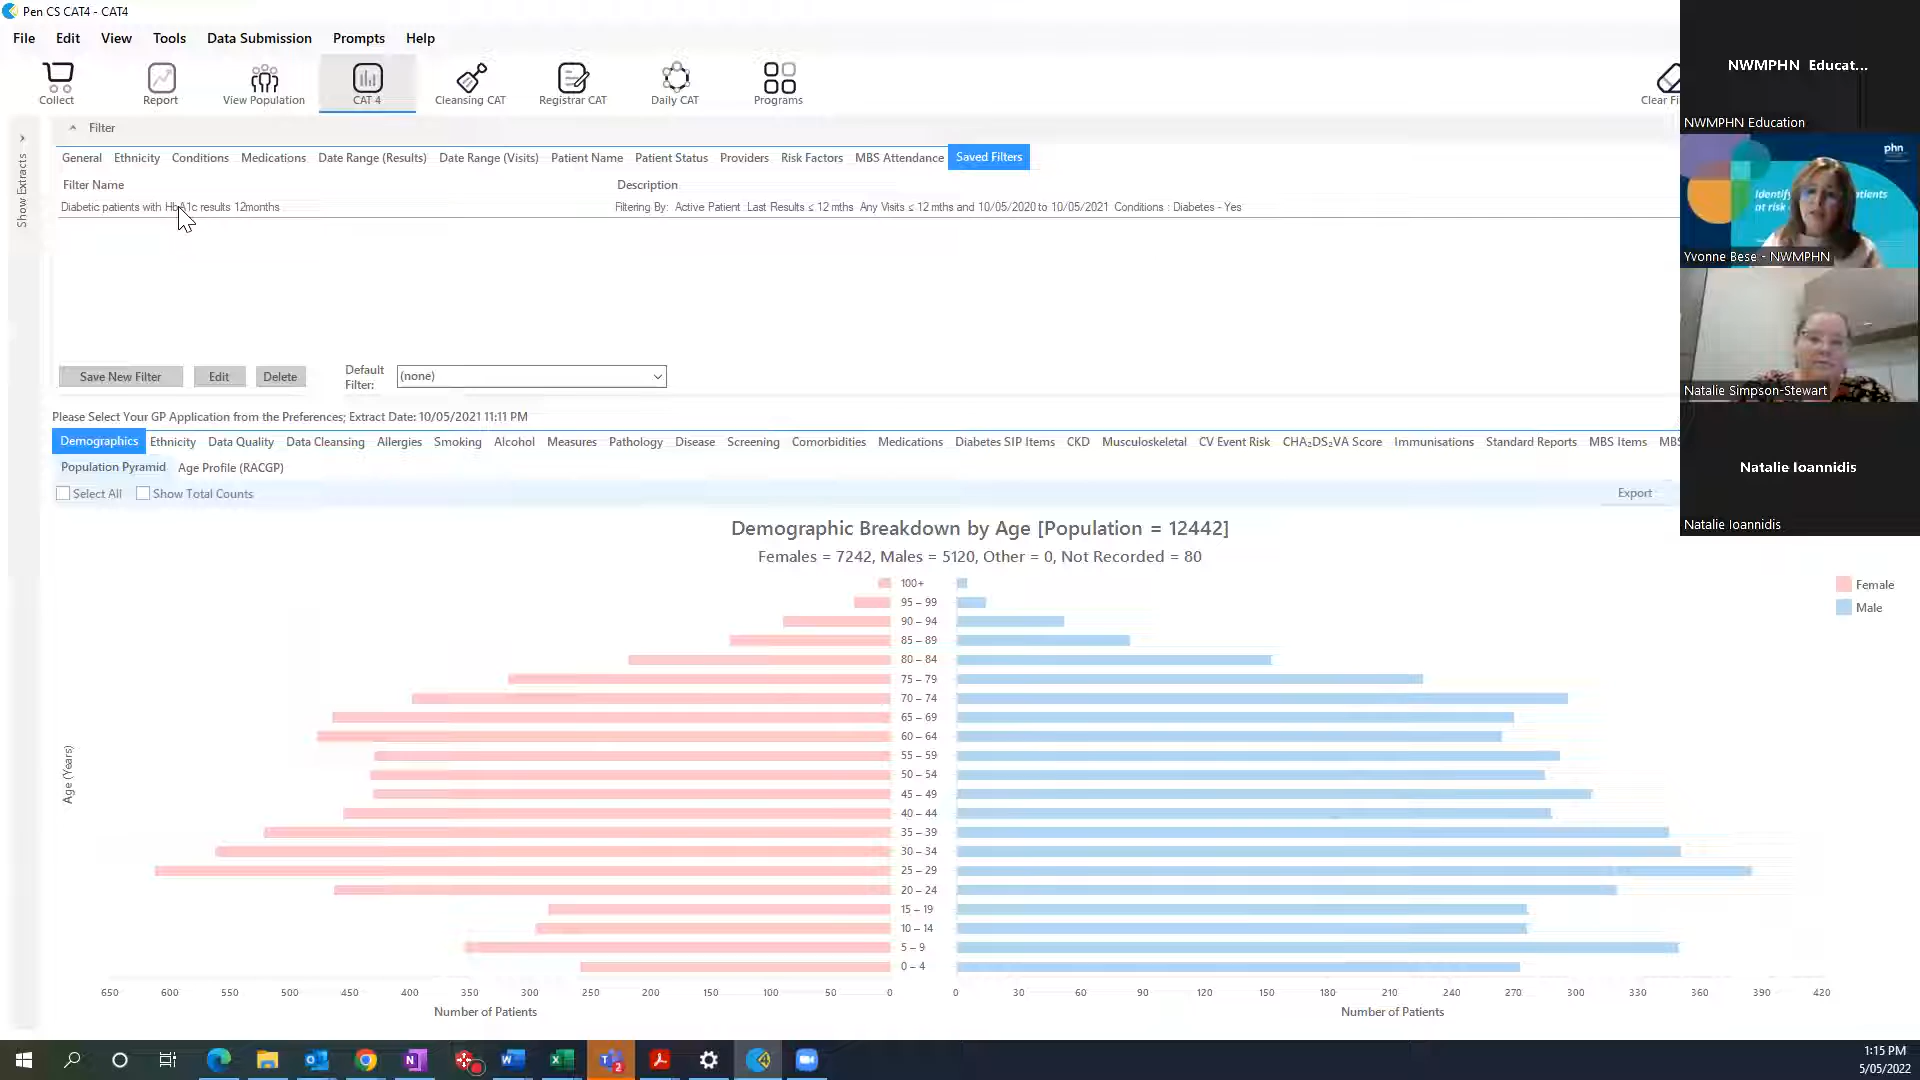 Pen CS CAT4 - CAT4
File Edit View Tools Data Submission Prompts Help
Collect Report View Population CAT 4 Cleansing CAT Registrar CAT Daily CAT Programs
Filter
Show Extracts
General Ethnicity Conditions Medications Date Range (Results) Date Range (Visits) Patient Name Patient Status Providers Risk Factors MBS Attendance Saved Filters
Filter Name Description
Diabetic patients with HbA1c results 12months Filtering By: Active Patient Last Results ≤ 12 mths Any Visits ≤ 12 mths and 10/05/2020 to 10/05/2021 Conditions : Diabetes - Yes
Save New Filter Edit Delete Default Filter: (none)
Please Select Your GP Application from the Preferences; Extract Date: 10/05/2021 11:11 PM
Demographics Ethnicity Data Quality Data Cleansing Allergies Smoking Alcohol Measures Pathology Disease Screening Comorbidities Medications Diabetes SIP Items CKD Musculoskeletal CV Event Risk CHA₂DS₂VA Score Immunisations Standard Reports MBS Items MBS
Population Pyramid Age Profile (RACGP)
Select All Show Total Counts Export
Demographic Breakdown by Age [Population = 12442]
Females = 7242, Males = 5120, Other = 0, Not Recorded = 80
Female
Male
Age (Years)
100+
95 – 99
90 – 94
85 – 89
80 – 84
75 – 79
70 – 74
65 – 69
60 – 64
55 – 59
50 – 54
45 – 49
40 – 44
35 – 39
30 – 34
25 – 29
20 – 24
15 – 19
10 – 14
5 – 9
0 – 4
650 600 550 500 450 400 350 300 250 200 150 100 50 0 0 30 60 90 120 150 180 210 240 270 300 330 360 390 420
Number of Patients Number of Patients
NWMPHN Educat...
NWMPHN Education
phn
at risk
Yvonne Bese - NWMPHN
Natalie Simpson-Stewart
Natalie Ioannidis
Natalie Ioannidis
1:15 PM
5/05/2022